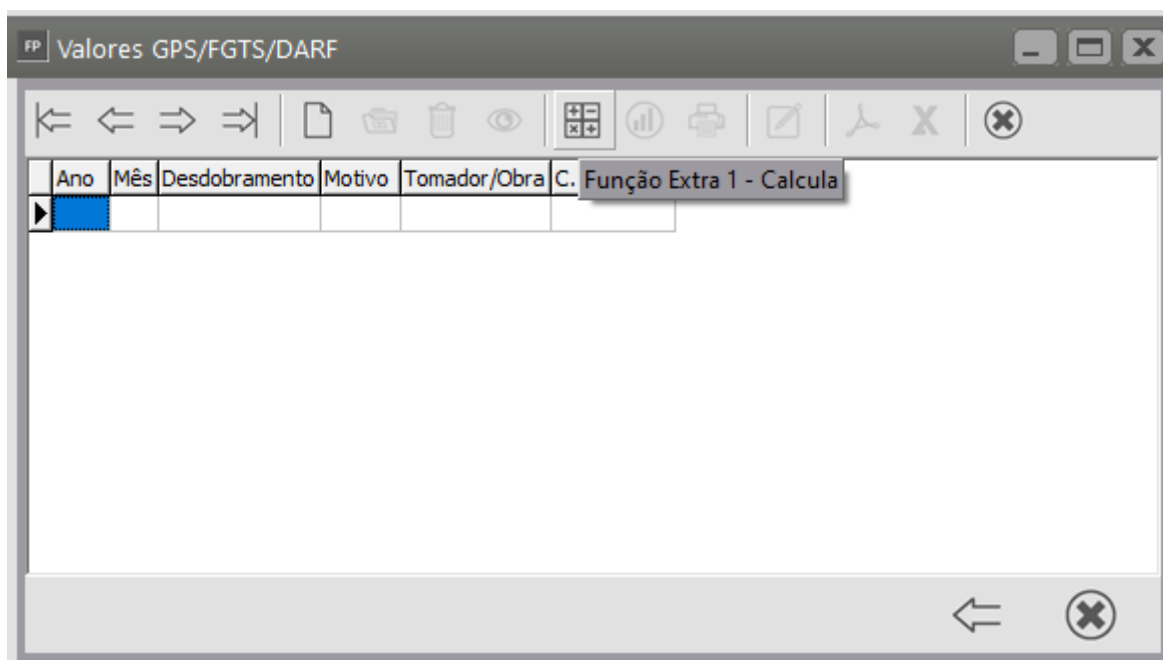 FP Valores GPS/FGTS/DARF
Ano Mês Desdobramento Motivo Tomador/Obra C.
Função Extra 1 - Calcula